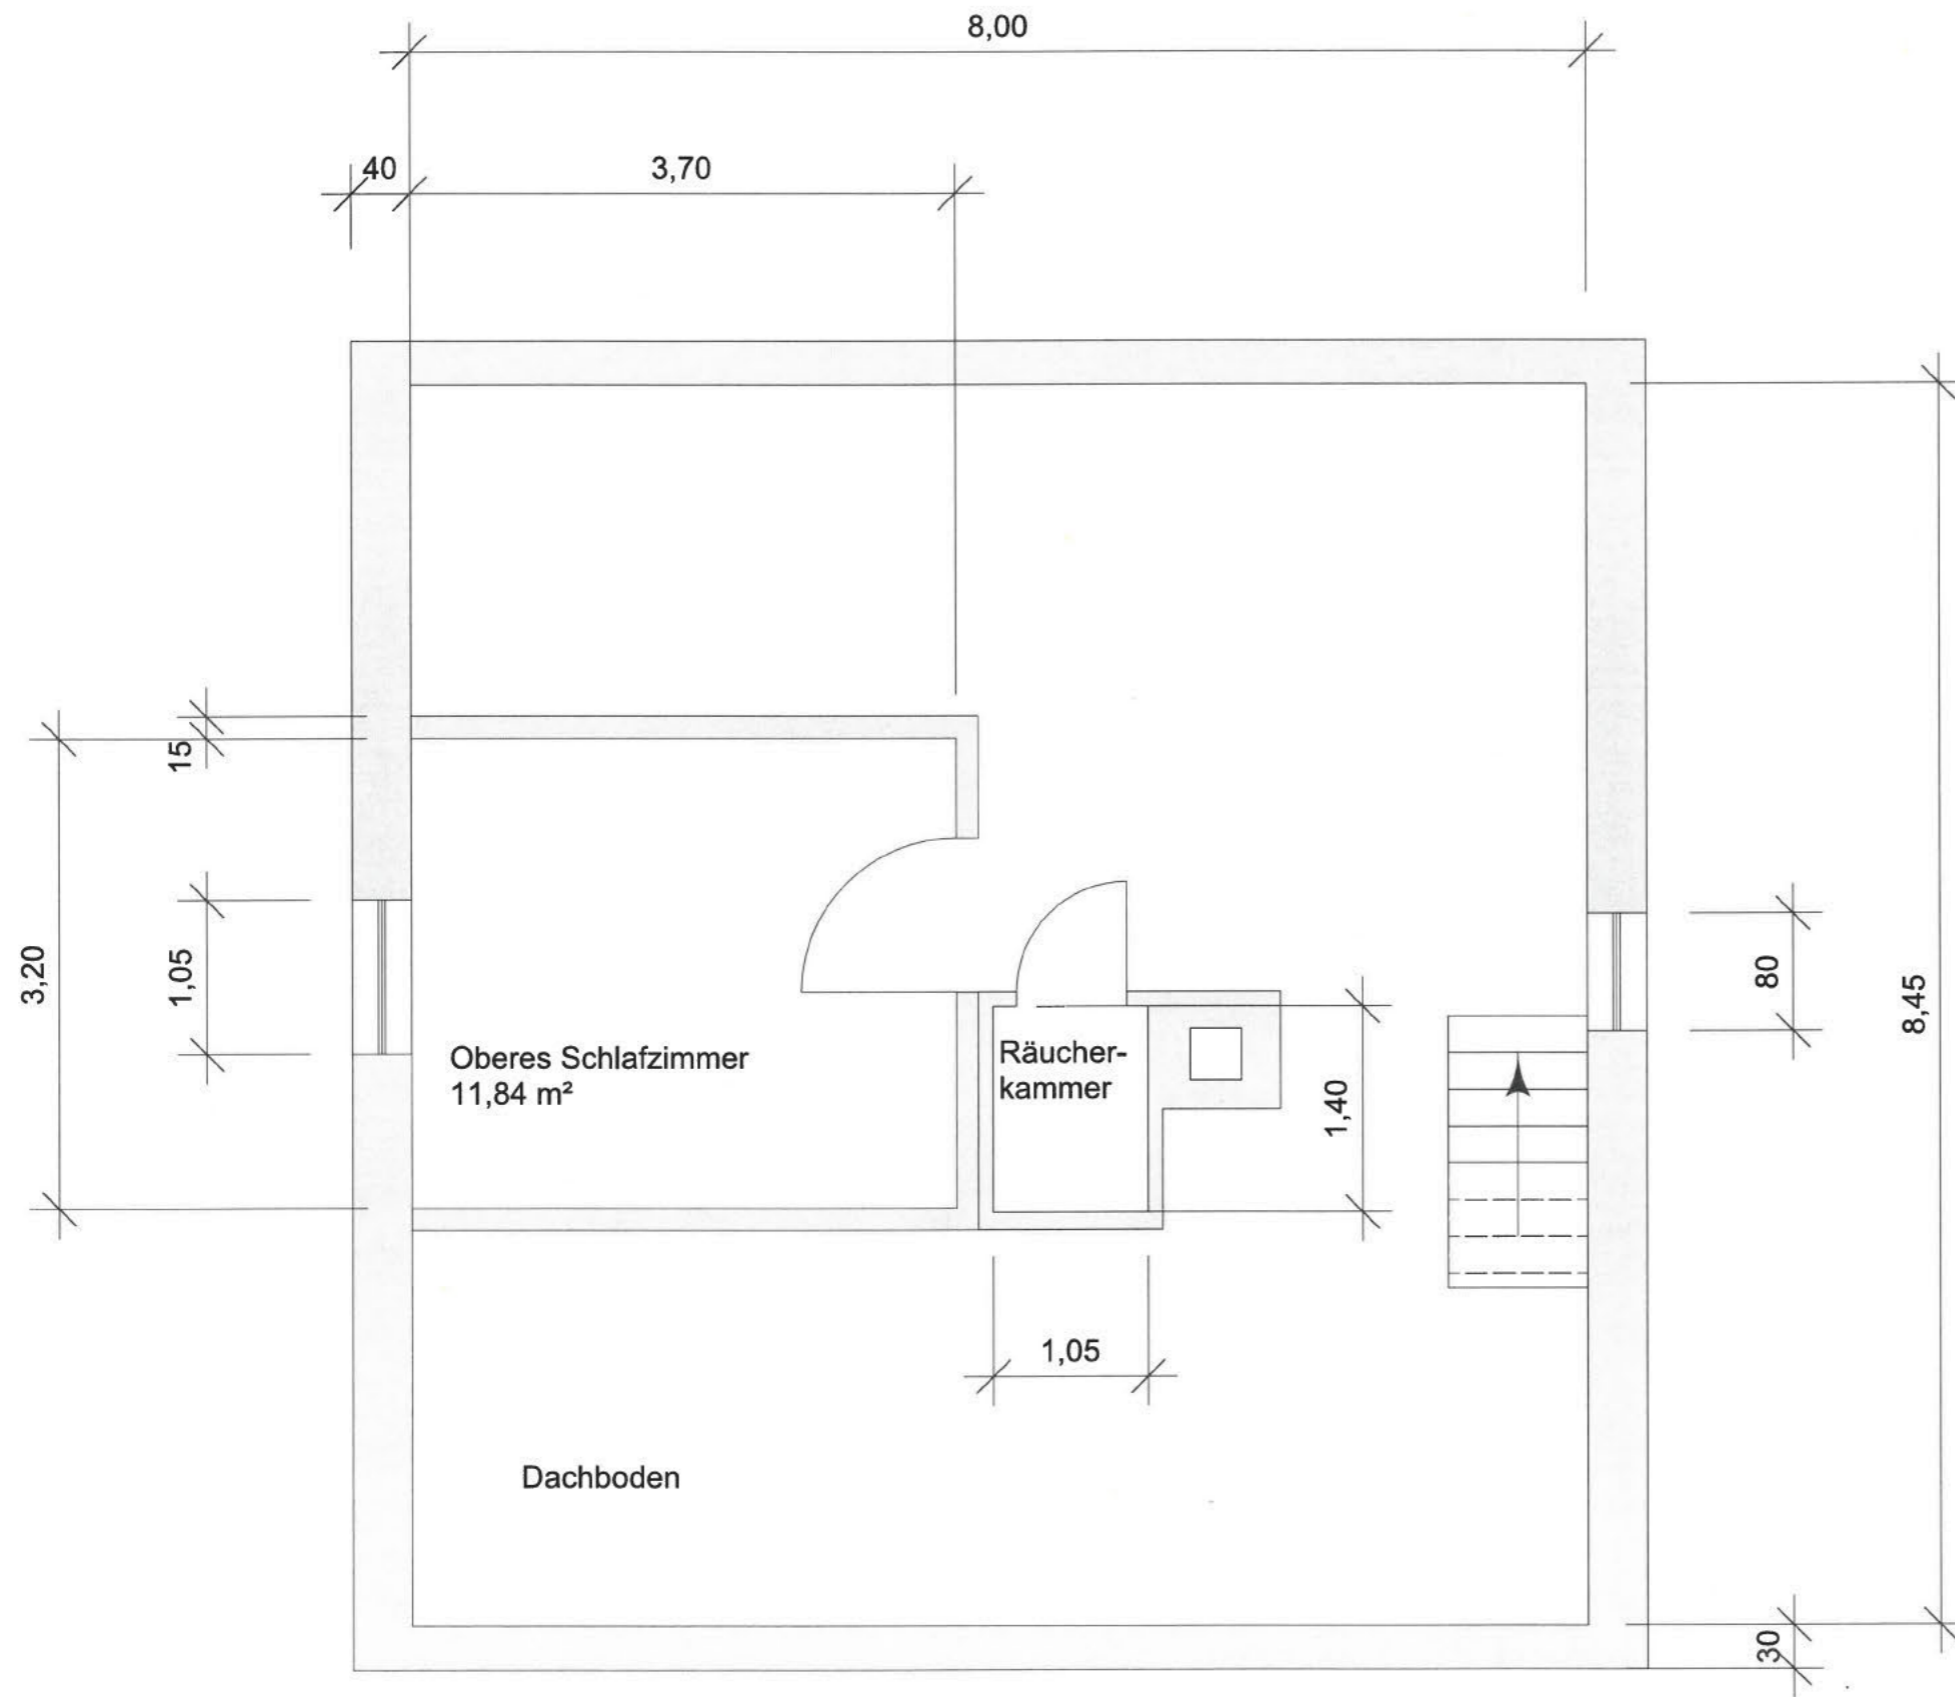 8,00
40
3,70
15
3,20
1,05
80
8,45
Oberes Schlafzimmer
11,84 m²
Räucher-
kammer
1,40
1,05
Dachboden
30